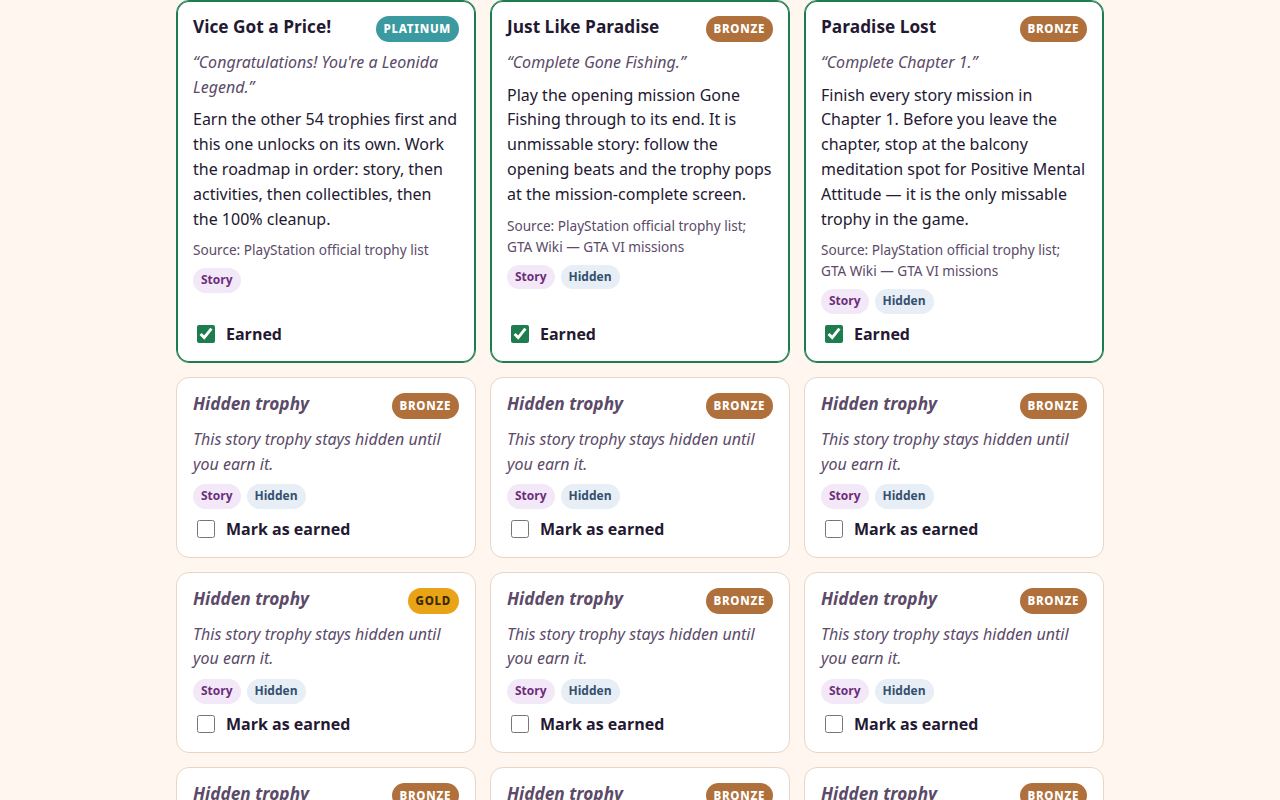 Vice Got a Price!
PLATINUM
“Congratulations! You're a Leonida
Legend.”
Earn the other 54 trophies first and
this one unlocks on its own. Work
the roadmap in order: story, then
activities, then collectibles, then
the 100% cleanup.
Source: PlayStation official trophy list
Story
Earned
Just Like Paradise
BRONZE
“Complete Gone Fishing.”
Play the opening mission Gone
Fishing through to its end. It is
unmissable story: follow the
opening beats and the trophy pops
at the mission-complete screen.
Source: PlayStation official trophy list;
GTA Wiki — GTA VI missions
Story Hidden
Earned
Paradise Lost
BRONZE
“Complete Chapter 1.”
Finish every story mission in
Chapter 1. Before you leave the
chapter, stop at the balcony
meditation spot for Positive Mental
Attitude — it is the only missable
trophy in the game.
Source: PlayStation official trophy list;
GTA Wiki — GTA VI missions
Story Hidden
Earned
Hidden trophy
BRONZE
This story trophy stays hidden until
you earn it.
Story Hidden
Mark as earned
Hidden trophy
BRONZE
This story trophy stays hidden until
you earn it.
Story Hidden
Mark as earned
Hidden trophy
BRONZE
This story trophy stays hidden until
you earn it.
Story Hidden
Mark as earned
Hidden trophy
GOLD
This story trophy stays hidden until
you earn it.
Story Hidden
Mark as earned
Hidden trophy
BRONZE
This story trophy stays hidden until
you earn it.
Story Hidden
Mark as earned
Hidden trophy
BRONZE
This story trophy stays hidden until
you earn it.
Story Hidden
Mark as earned
Hidden trophy
BRONZE
Hidden trophy
BRONZE
Hidden trophy
BRONZE